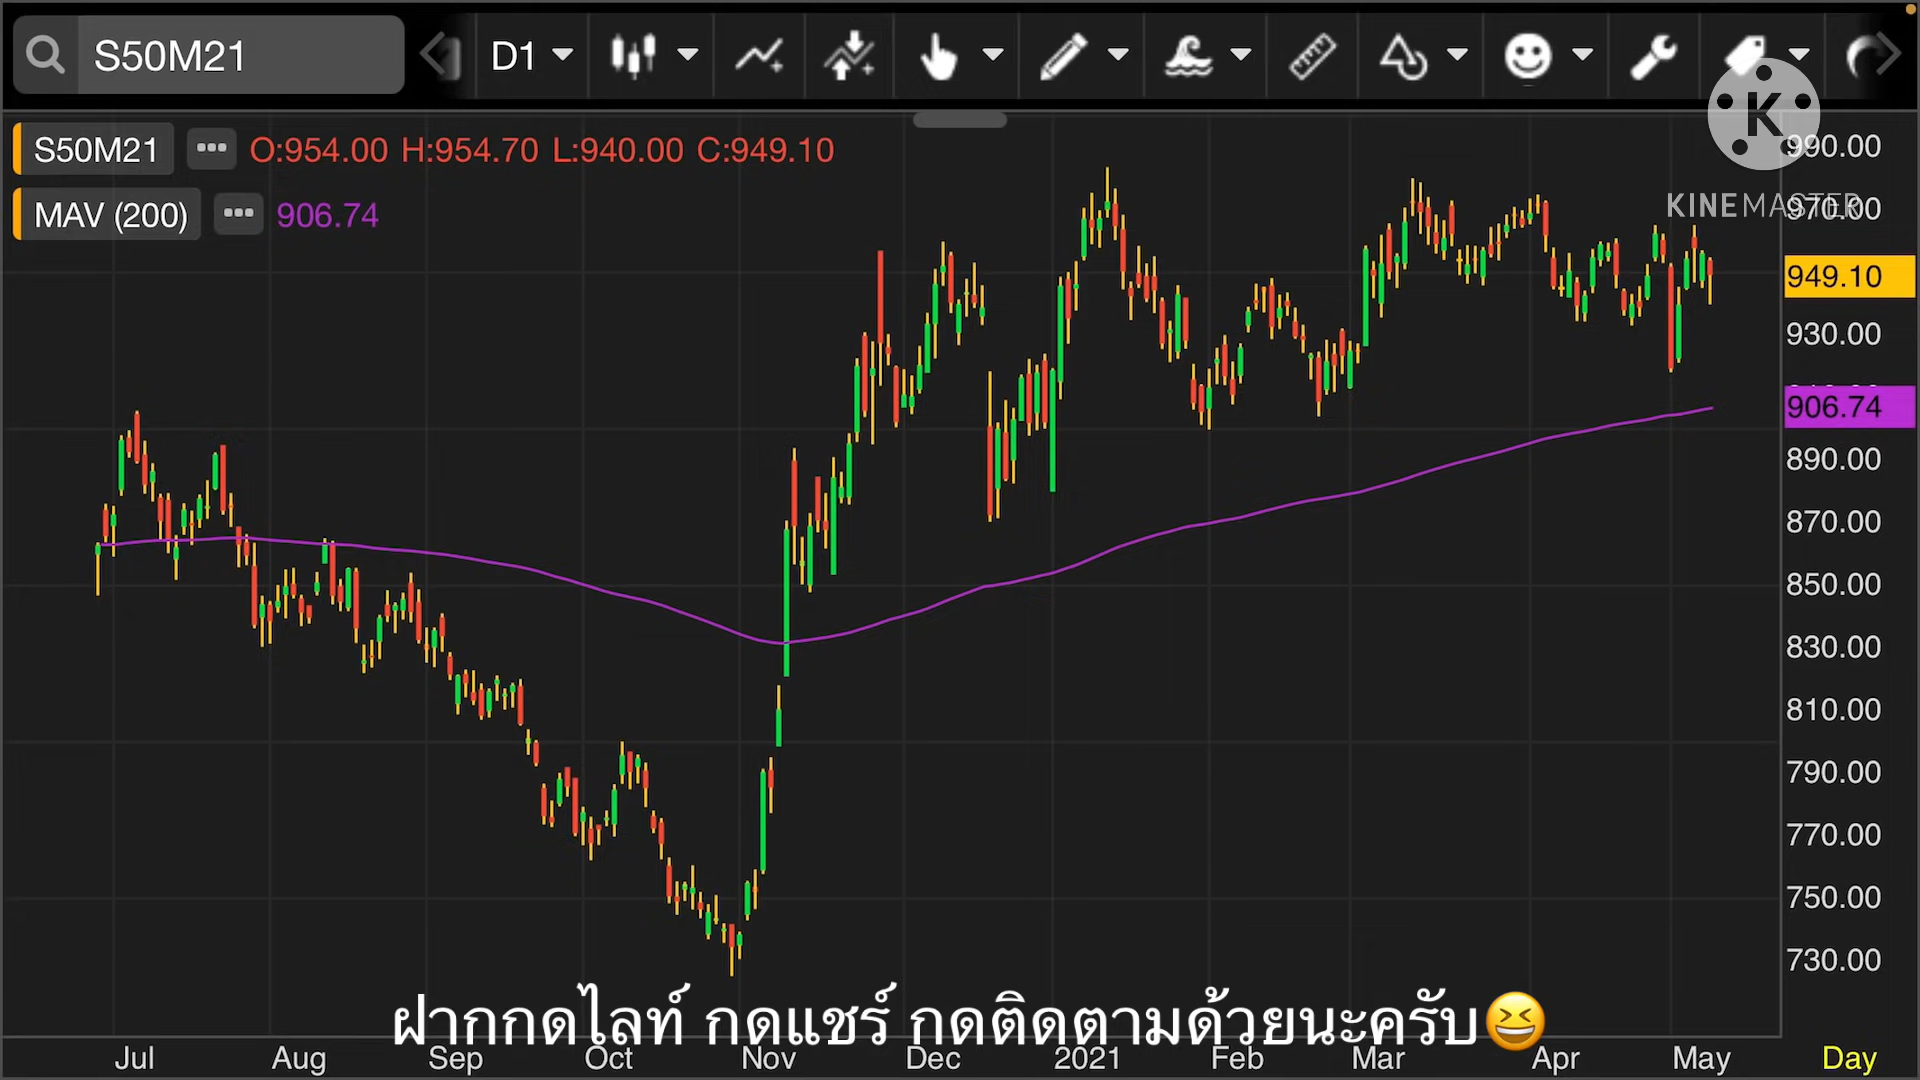 S50M21
D1
S50M21 ••• O:954.00 H:954.70 L:940.00 C:949.10
MAV (200) ••• 906.74
K
KINEMASTER
990.00
970.00
949.10
930.00
906.74
890.00
870.00
850.00
830.00
810.00
790.00
770.00
750.00
730.00
ฝากกดไลท์ กดแชร์ กดติดตามด้วยนะครับ😆
Jul Aug Sep Oct Nov Dec 2021 Feb Mar Apr May Day